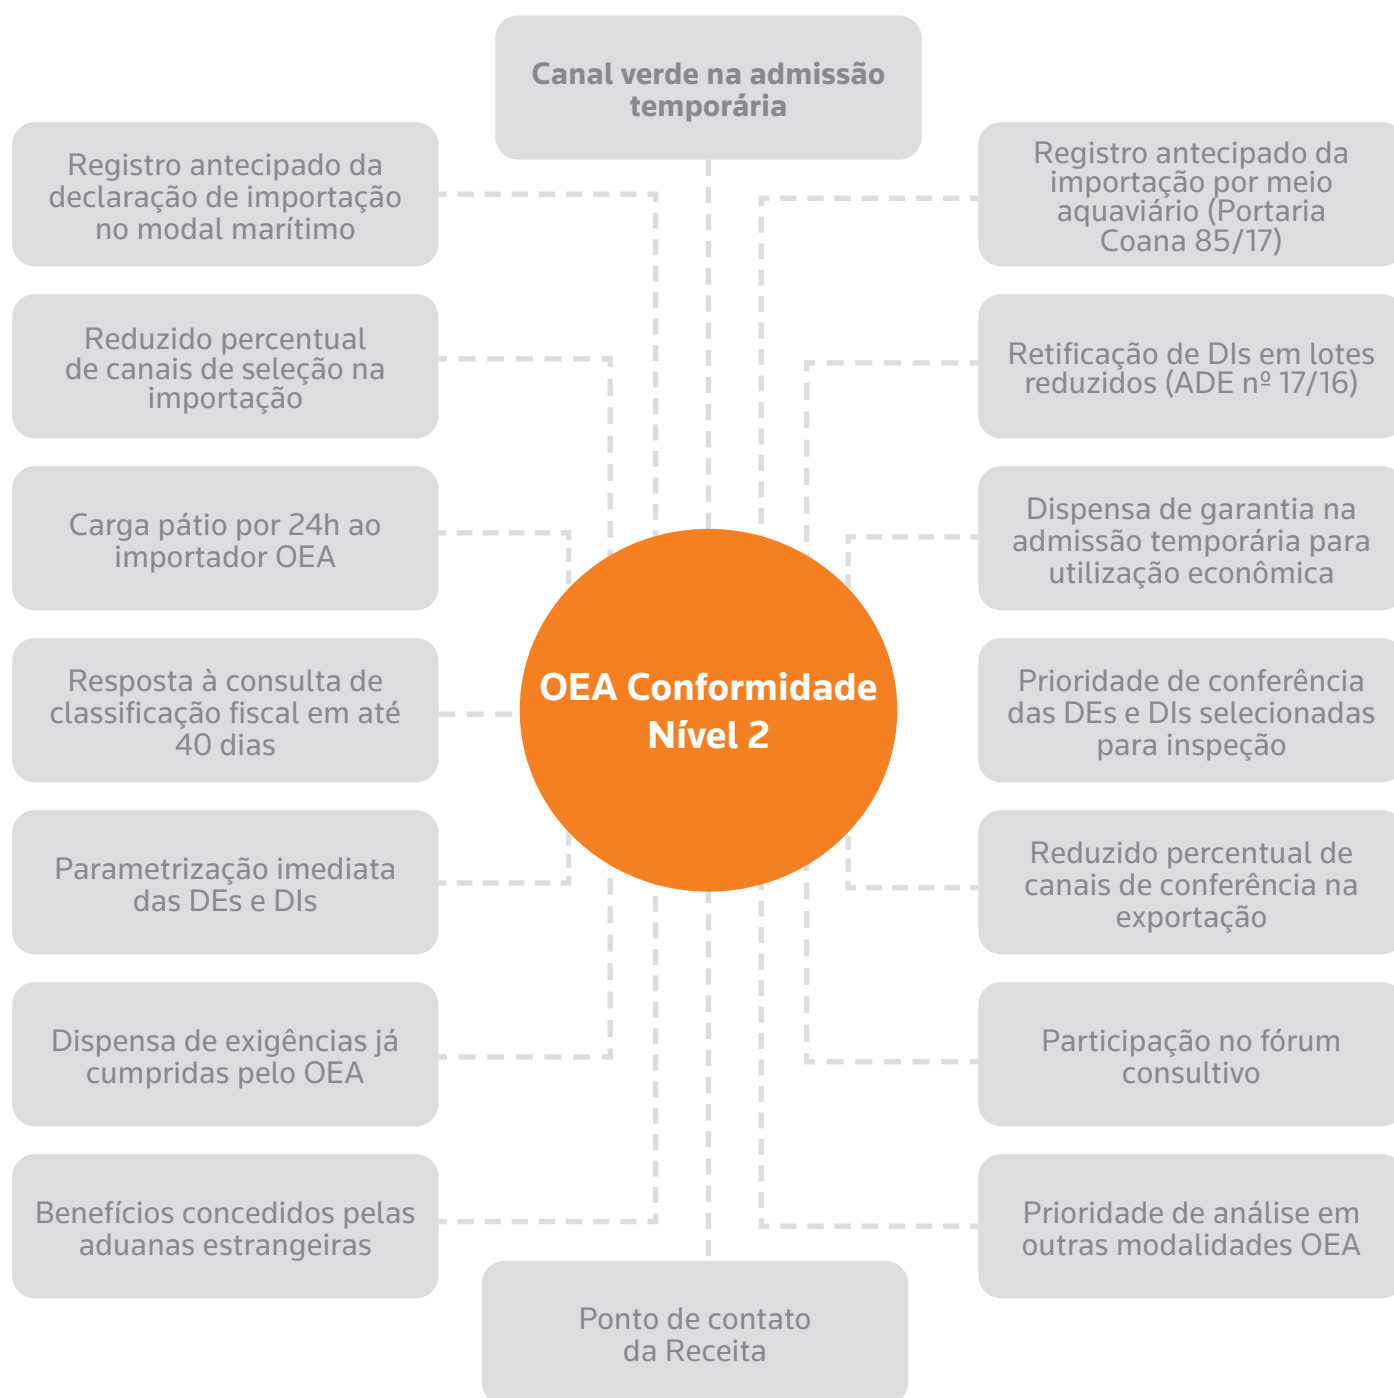 Canal verde na admissão
temporária
Registro antecipado da
declaração de importação
no modal marítimo
Registro antecipado da
importação por meio
aquaviário (Portaria
Coana 85/17)
Reduzido percentual
de canais de seleção na
importação
Retificação de DIs em lotes
reduzidos (ADE nº 17/16)
Carga pátio por 24h ao
importador OEA
Dispensa de garantia na
admissão temporária para
utilização econômica
OEA Conformidade
Nível 2
Resposta à consulta de
classificação fiscal em até
40 dias
Prioridade de conferência
das DEs e DIs selecionadas
para inspeção
Parametrização imediata
das DEs e DIs
Reduzido percentual de
canais de conferência na
exportação
Dispensa de exigências já
cumpridas pelo OEA
Participação no fórum
consultivo
Benefícios concedidos pelas
aduanas estrangeiras
Prioridade de análise em
outras modalidades OEA
Ponto de contato
da Receita